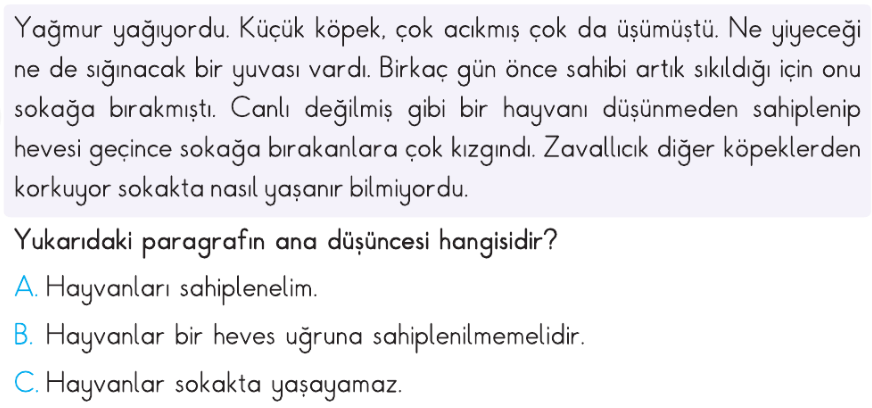 Yağmur yağıyordu. Küçük köpek, çok acıkmış çok da üşümüştü. Ne yiyeceği
ne de sığınacak bir yuvası vardı. Birkaç gün önce sahibi artık sıkıldığı için onu
sokağa bırakmıştı. Canlı değilmiş gibi bir hayvanı düşünmeden sahiplenip
hevesi geçince sokağa bırakanlara çok kızgındı. Zavallıcık diğer köpeklerden
korkuyor sokakta nasıl yaşanır bilmiyordu.
Yukarıdaki paragrafın ana düşüncesi hangisidir?
A. Hayvanları sahiplenelim.
B. Hayvanlar bir heves uğruna sahiplenilmemelidir.
C. Hayvanlar sokakta yaşayamaz.